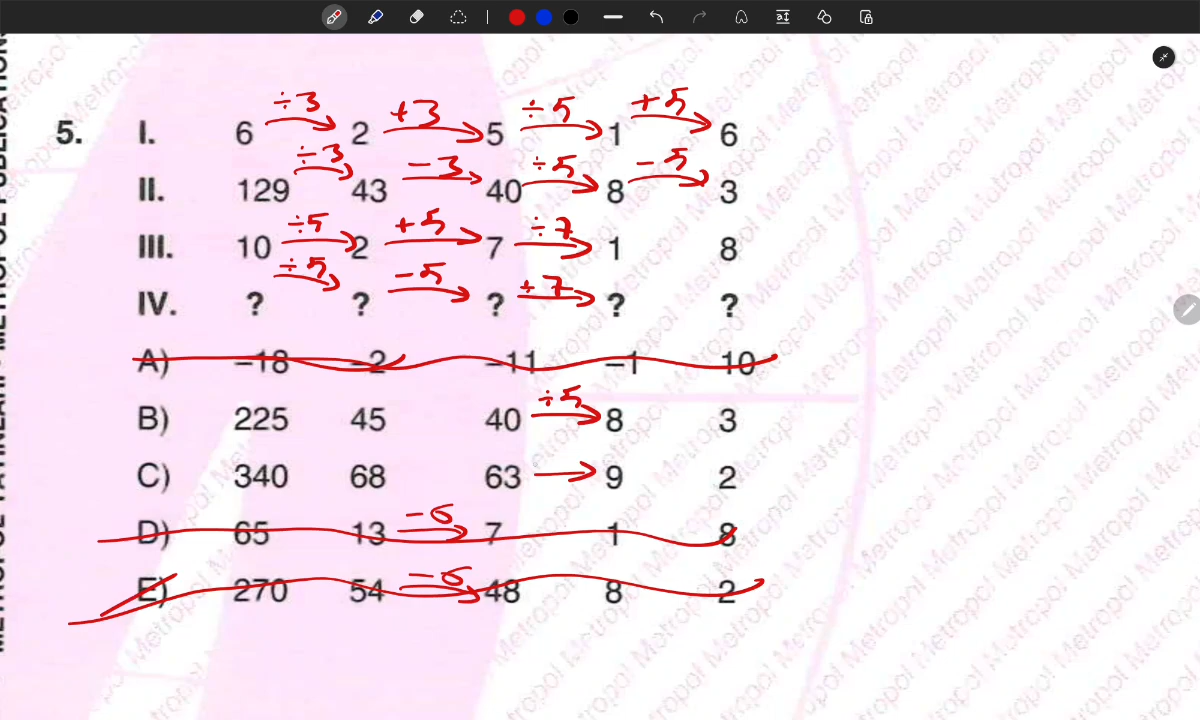 ÷3 +3 ÷5 +5
5. I. 6 2 5 1 6
÷3 −3 ÷5 −5
II. 129 43 40 8 3
÷5 +5 ÷7
III. 10 2 7 1 8
÷5 −5 ÷7
IV. ? ? ? ? ?
A) −18 −2 −11 −1 10
÷5
B) 225 45 40 8 3
C) 340 68 63 9 2
−6
D) 65 13 7 1 8
−6
E) 270 54 48 8 2
Metropol